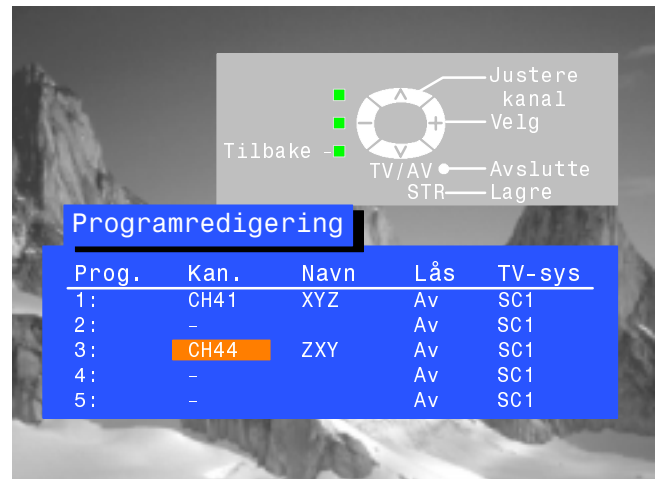 Justere
kanal
Velg
Tilbake
TV/AV Avslutte
STR Lagre
Programredigering
Prog. Kan. Navn Lås TV-sys
1: CH41 XYZ Av SC1
2: - Av SC1
3: CH44 ZXY Av SC1
4: - Av SC1
5: - Av SC1